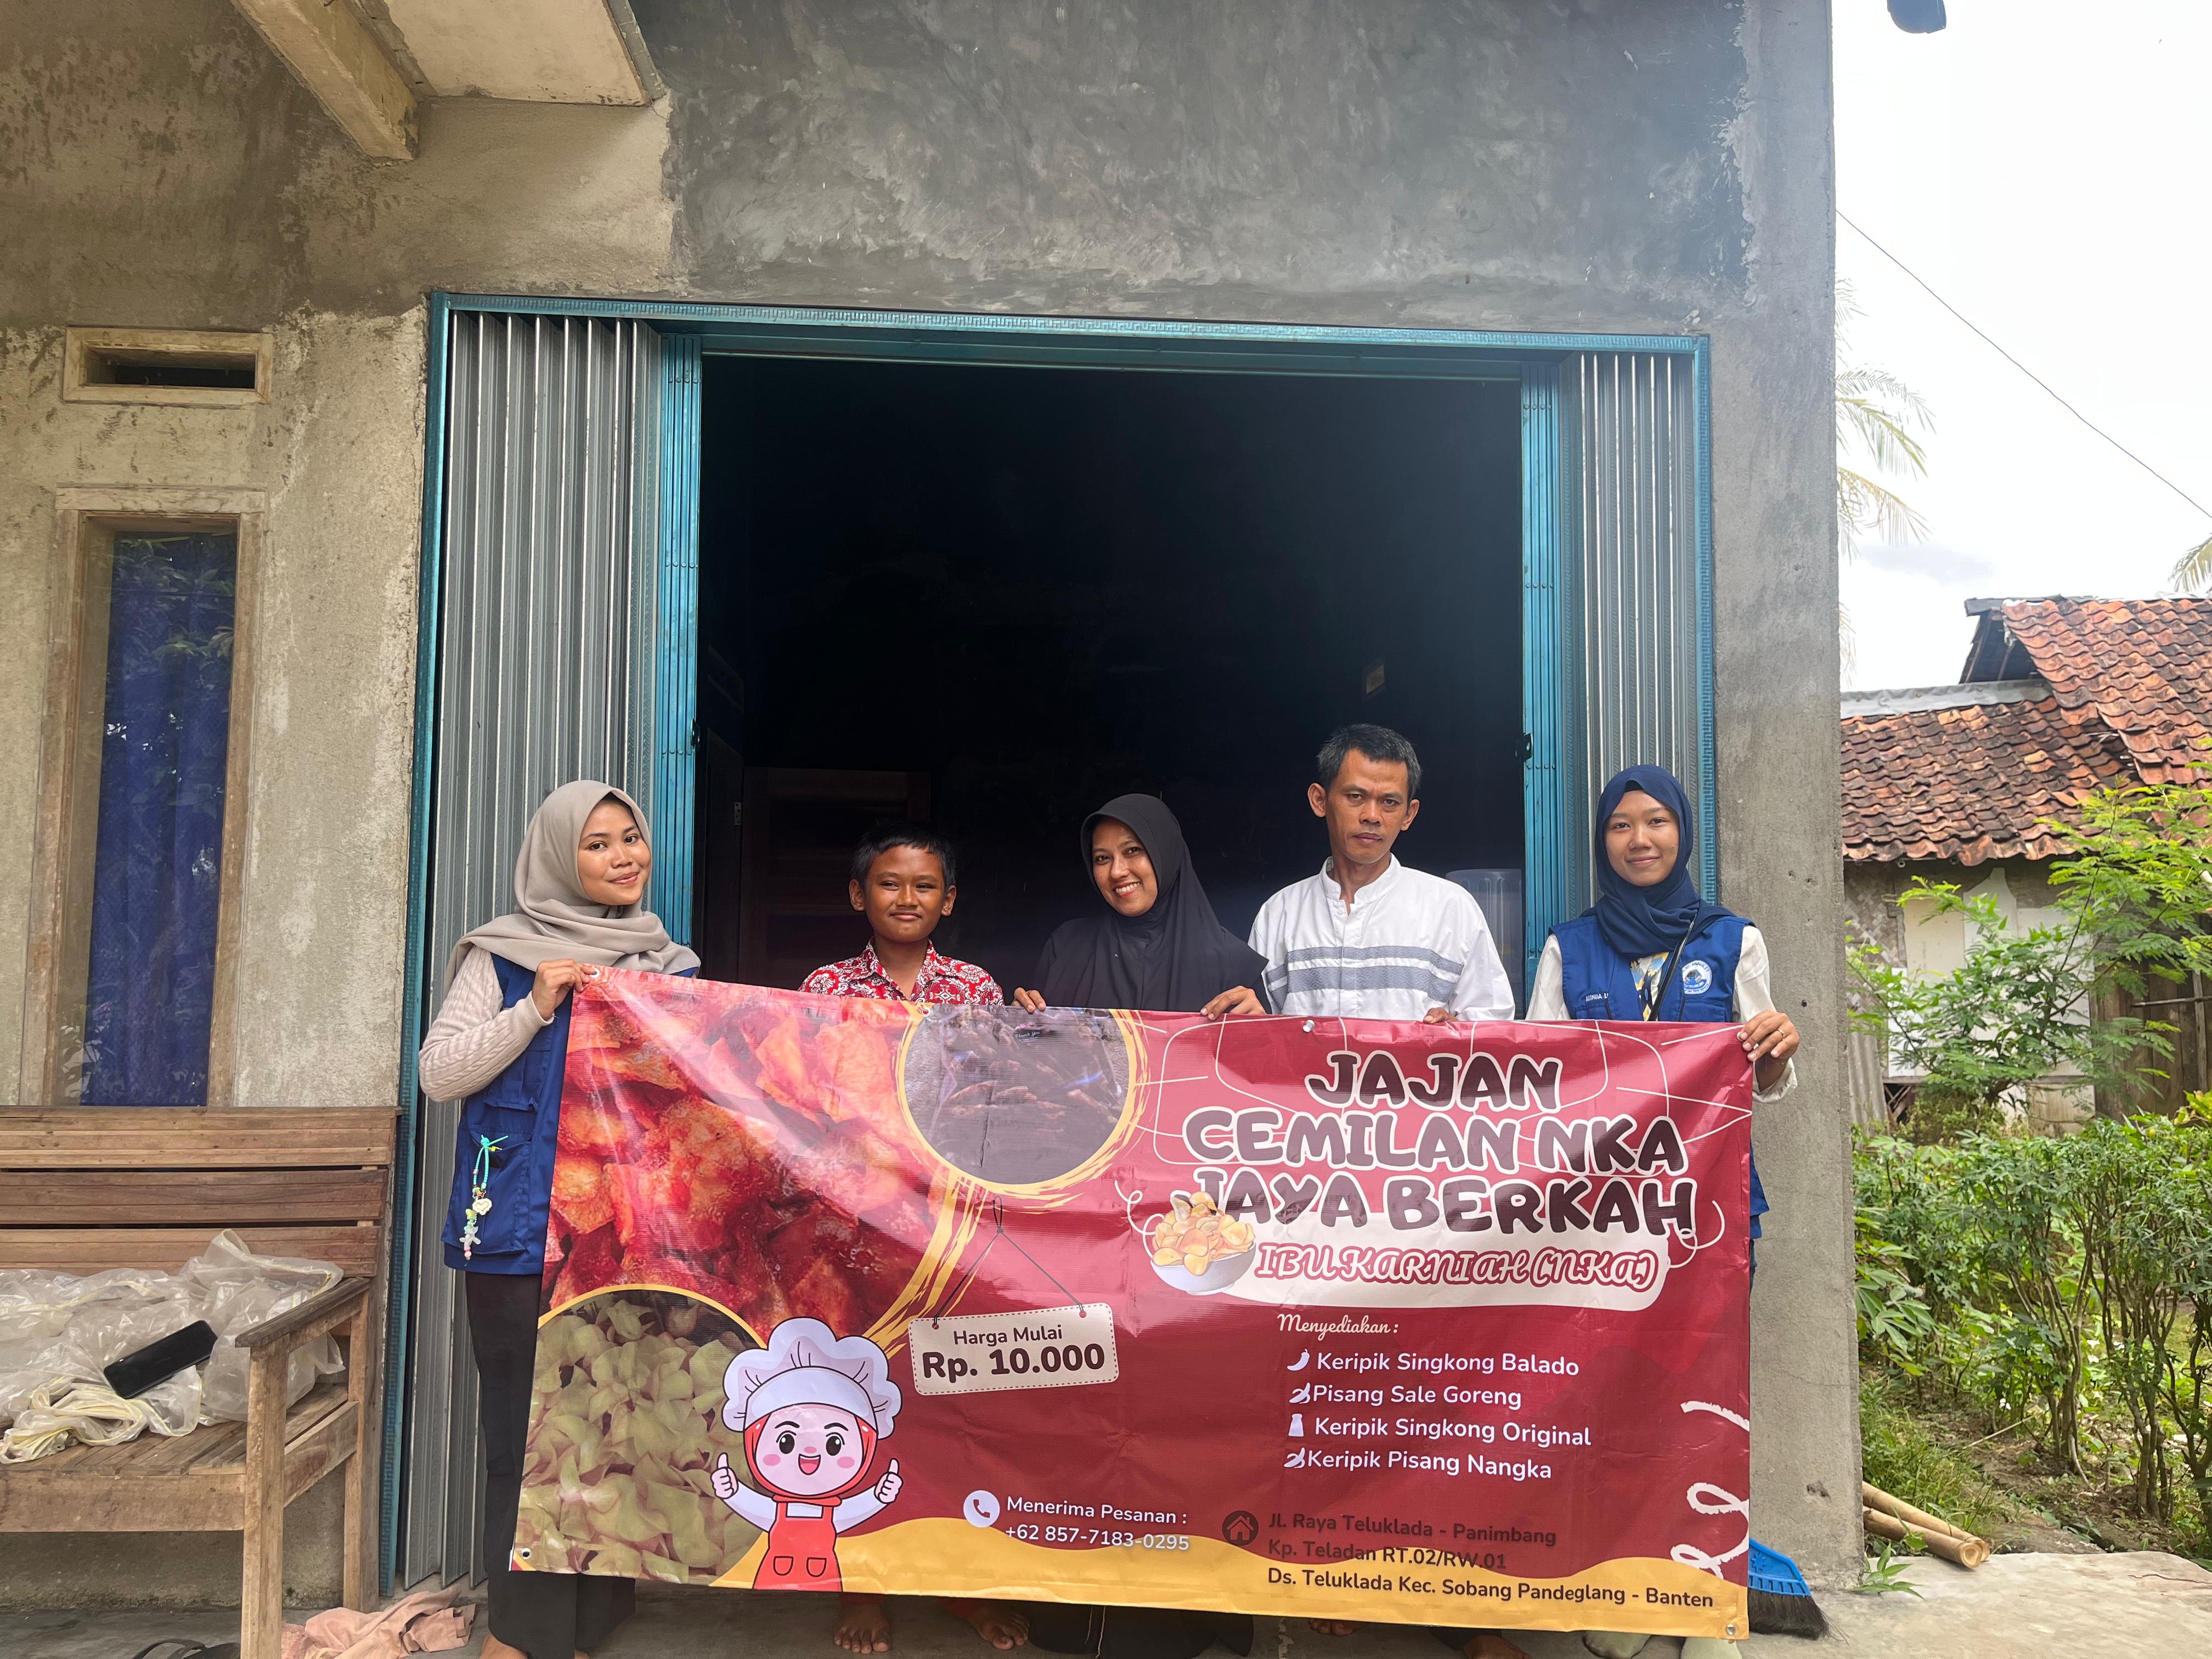 JAJAN
CEMILAN NKA
JAYA BERKAH
IBU KARNIAH (NKA)
Harga Mulai
Rp. 10.000
Menyediakan :
Keripik Singkong Balado
Pisang Sale Goreng
Keripik Singkong Original
Keripik Pisang Nangka
Menerima Pesanan :
+62 857-7183-0295
Jl. Raya Teluklada - Panimbang
Kp. Teladan RT.02/RW.01
Ds. Teluklada Kec. Sobang Pandeglang - Banten